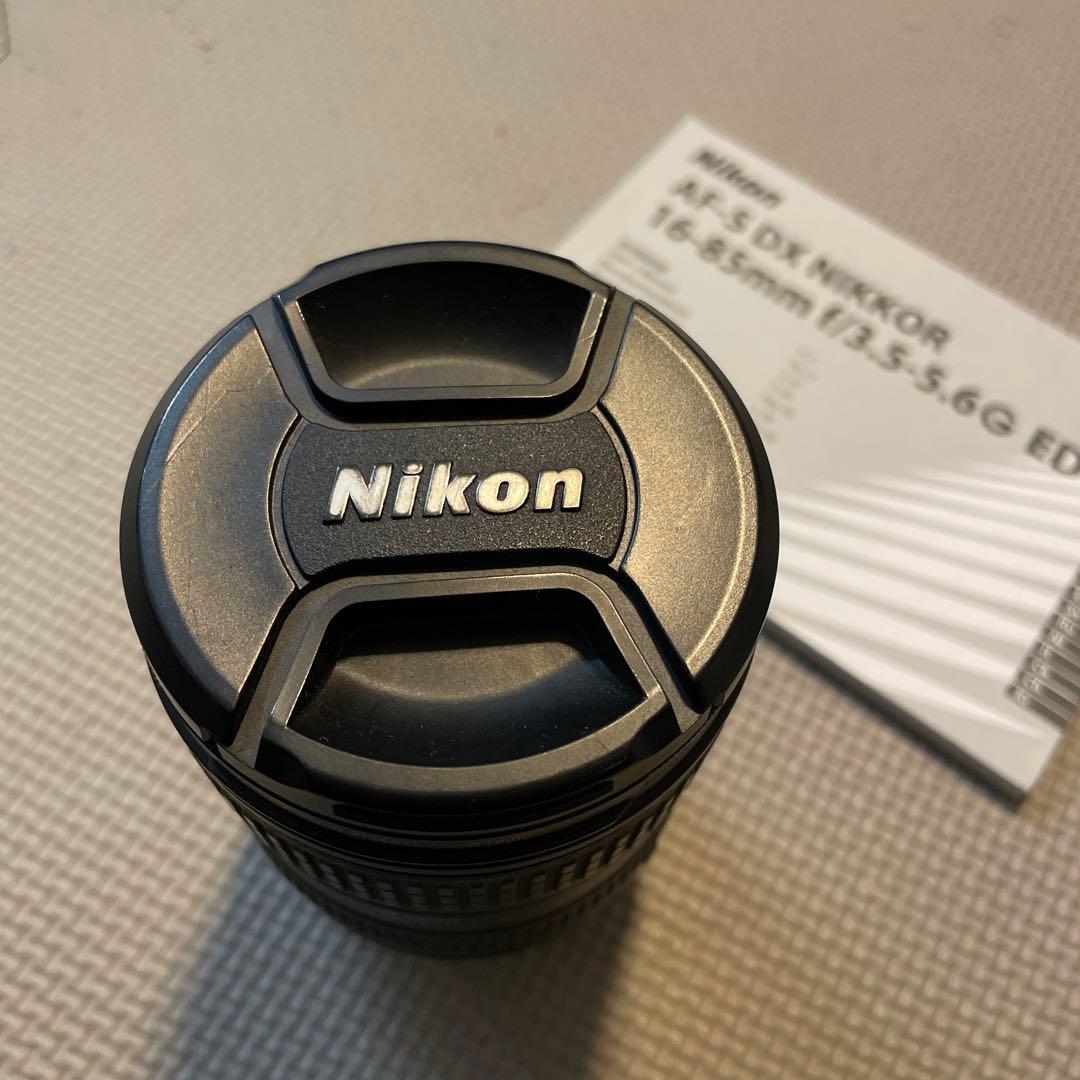 Nikon
AF-S DX NIKKOR
16-85mm f/3.5-5.6G ED
Nikon